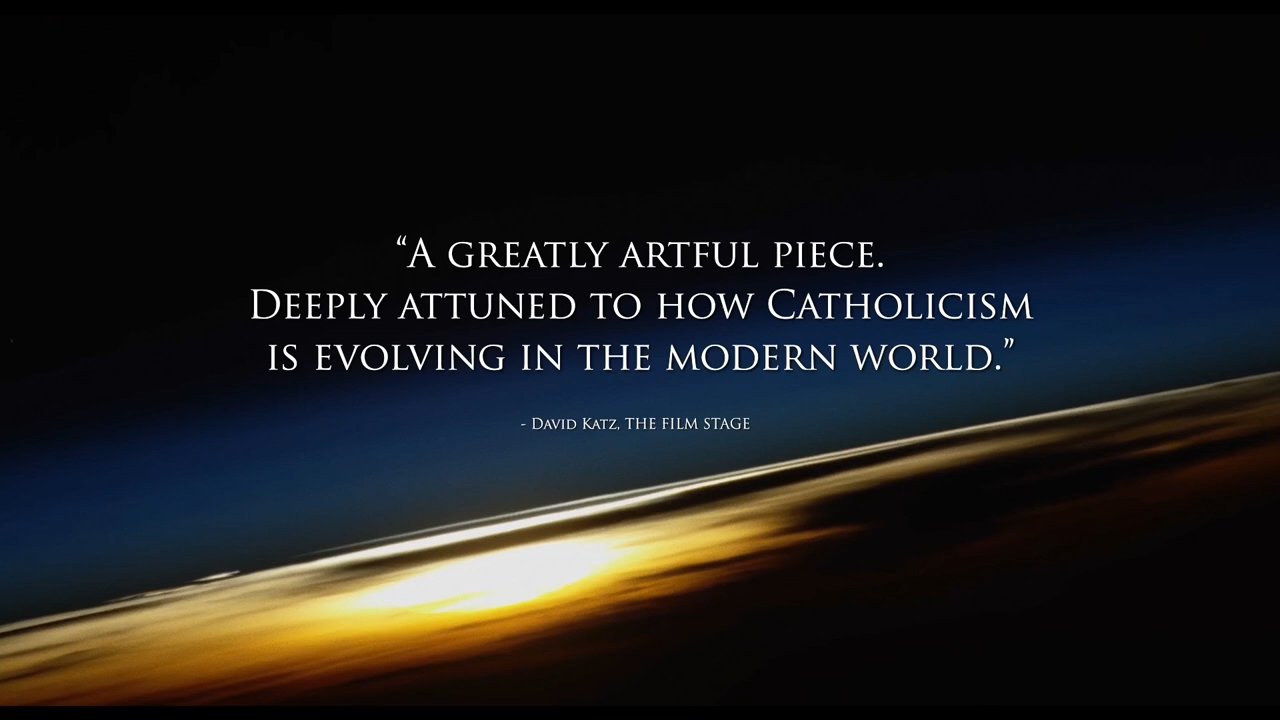 “A GREATLY ARTFUL PIECE.
DEEPLY ATTUNED TO HOW CATHOLICISM
IS EVOLVING IN THE MODERN WORLD.”
- DAVID KATZ, THE FILM STAGE